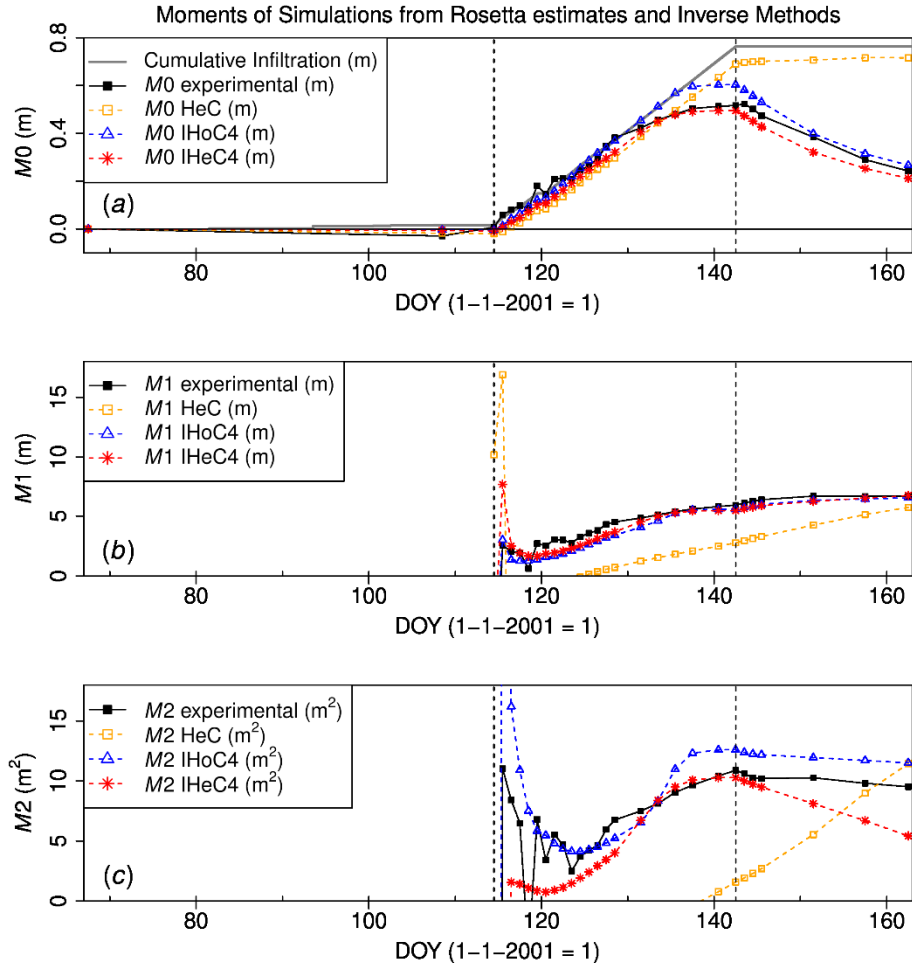 Moments of Simulations from Rosetta estimates and Inverse Methods
Cumulative Infiltration (m)
M0 experimental (m)
M0 HeC (m)
M0 IHoC4 (m)
M0 IHeC4 (m)
(a)
M0 (m)
0.0
0.4
0.8
80
100
120
140
160
DOY (1−1−2001 = 1)
M1 experimental (m)
M1 HeC (m)
M1 IHoC4 (m)
M1 IHeC4 (m)
(b)
M1 (m)
0
5
10
15
80
100
120
140
160
DOY (1−1−2001 = 1)
M2 experimental (m²)
M2 HeC (m²)
M2 IHoC4 (m²)
M2 IHeC4 (m²)
(c)
M2 (m²)
0
5
10
15
80
100
120
140
160
DOY (1−1−2001 = 1)